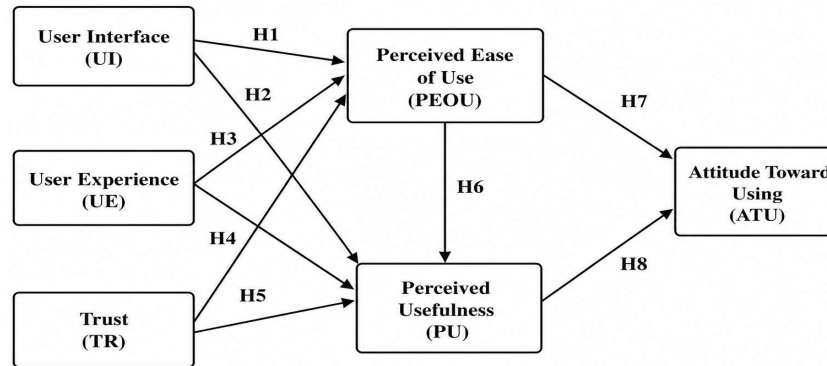 User Interface
(UI)
H1
Perceived Ease
of Use
(PEOU)
H2
H7
H3
User Experience
(UE)
H6
Attitude Toward
Using
(ATU)
H4
H8
Perceived
Usefulness
(PU)
H5
Trust
(TR)